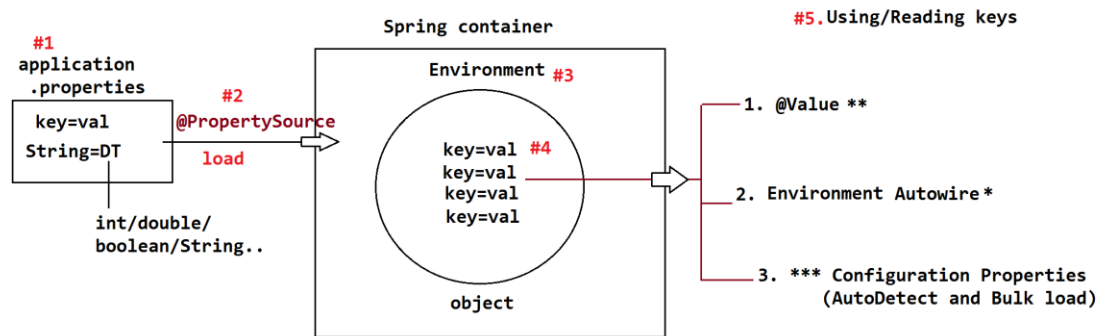 #1
application
.properties
key=val
String=DT
int/double/
boolean/String..
#2
@PropertySource
load
Spring container
Environment #3
key=val #4
key=val
key=val
key=val
object
#5.Using/Reading keys
1. @Value **
2. Environment Autowire *
3. *** Configuration Properties
(AutoDetect and Bulk load)